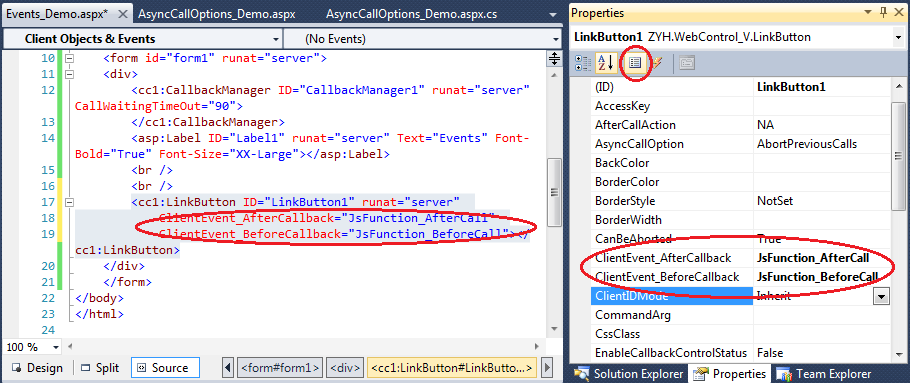 Events_Demo.aspx* AsyncCallOptions_Demo.aspx AsyncCallOptions_Demo.aspx.cs
Client Objects & Events (No Events)
10 <form id="form1" runat="server">
11 <div>
12 <cc1:CallbackManager ID="CallbackManager1" runat="server"
CallWaitingTimeOut="90">
13 </cc1:CallbackManager>
14 <asp:Label ID="Label1" runat="server" Text="Events" Font-
Bold="True" Font-Size="XX-Large"></asp:Label>
15 <br />
16 <br />
17 <cc1:LinkButton ID="LinkButton1" runat="server"
18 ClientEvent_AfterCallback="JsFunction_AfterCall"
19 ClientEvent_BeforeCallback="JsFunction_BeforeCall"></
cc1:LinkButton>
20 </div>
21 </form>
22 </body>
23 </html>
24
100 %
Design Split Source <form#form1> <div> <cc1:LinkButton#LinkButto...>
Properties
LinkButton1 ZYH.WebControl_V.LinkButton
(ID) LinkButton1
AccessKey
AfterCallAction NA
AsyncCallOption AbortPreviousCalls
BackColor
BorderColor
BorderStyle NotSet
BorderWidth
CanBeAborted True
ClientEvent_AfterCallback JsFunction_AfterCall
ClientEvent_BeforeCallback JsFunction_BeforeCall
ClientIDMode Inherit
CommandArg
CssClass
EnableCallbackControlStatus False
Solution Explorer Properties Team Explorer